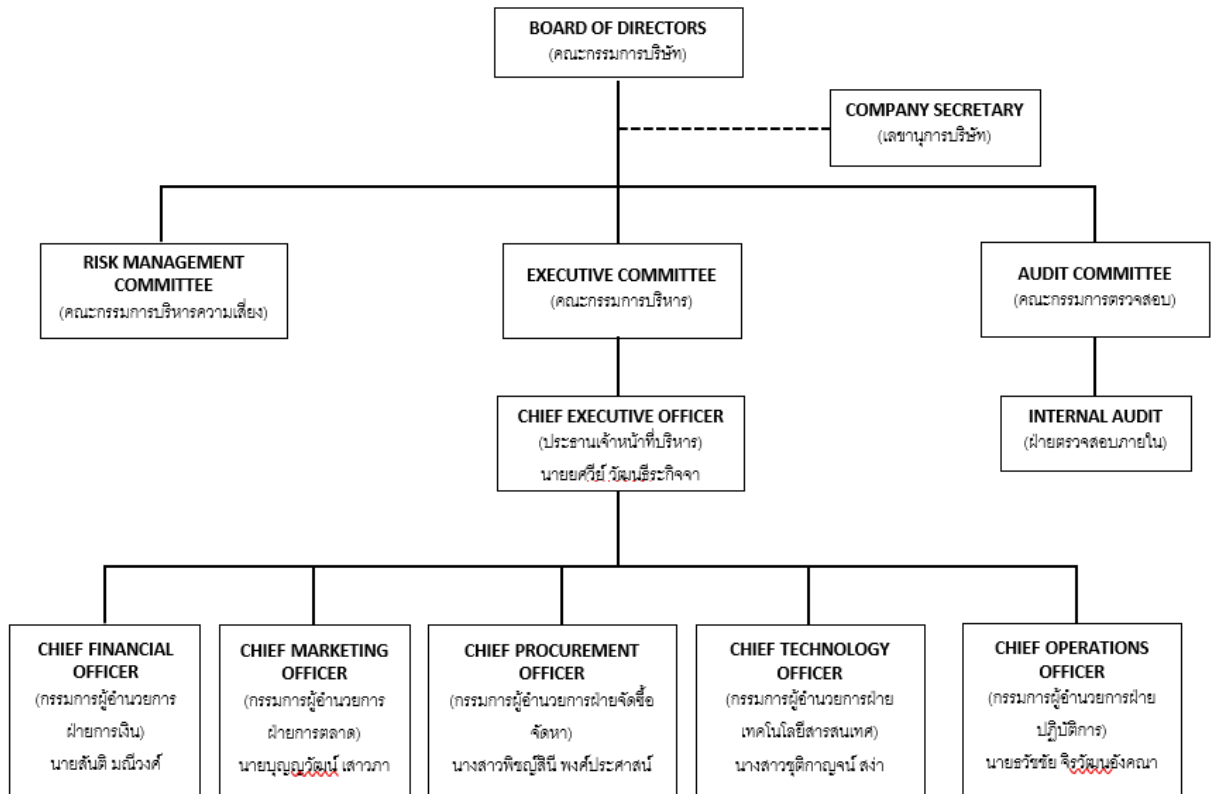 BOARD OF DIRECTORS
(คณะกรรมการบริษัท)
COMPANY SECRETARY
(เลขานุการบริษัท)
RISK MANAGEMENT
COMMITTEE
(คณะกรรมการบริหารความเสี่ยง)
EXECUTIVE COMMITTEE
(คณะกรรมการบริหาร)
AUDIT COMMITTEE
(คณะกรรมการตรวจสอบ)
CHIEF EXECUTIVE OFFICER
(ประธานเจ้าหน้าที่บริหาร)
นายยศวีย์ วัฒนธีระกิจจา
INTERNAL AUDIT
(ฝ่ายตรวจสอบภายใน)
CHIEF FINANCIAL
OFFICER
(กรรมการผู้อำนวยการ
ฝ่ายการเงิน)
นายสันติ มณีวงศ์
CHIEF MARKETING
OFFICER
(กรรมการผู้อำนวยการ
ฝ่ายการตลาด)
นายบุญญวัฒน์ เสาวภา
CHIEF PROCUREMENT
OFFICER
(กรรมการผู้อำนวยการฝ่ายจัดซื้อ
จัดหา)
นางสาวพิชญ์สินี พงศ์ประศาสน์
CHIEF TECHNOLOGY
OFFICER
(กรรมการผู้อำนวยการฝ่าย
เทคโนโลยีสารสนเทศ)
นางสาวชุติกาญจน์ สง่า
CHIEF OPERATIONS
OFFICER
(กรรมการผู้อำนวยการฝ่าย
ปฏิบัติการ)
นายธวัชชัย จิรวัฒนอังคณา